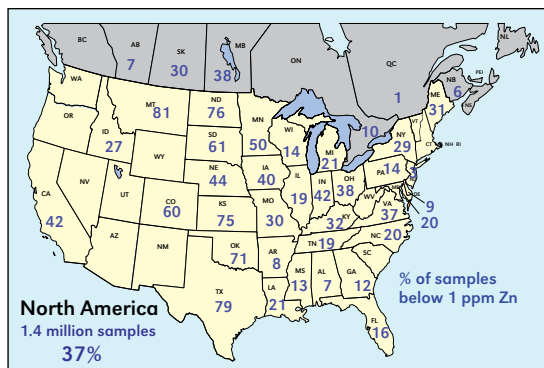 BC
AB
7
SK
30
MB
38
ON
QC
1
NL
NB
6
PEI
NS
WA
MT
81
ND
76
MN
50
OR
ID
27
WY
SD
61
WI
14
MI
21
10
NY
29
VT
ME
31
CT
NH RI
NE
44
IA
40
IL
19
IN
42
OH
38
PA
14
3
NJ
MD
DE
9
20
CA
42
NV
UT
CO
60
KS
75
MO
30
KY
32
WV
VA
37
AZ
NM
OK
71
AR
8
TN
19
NC
20
SC
MS
13
AL
7
GA
12
TX
79
LA
21
FL
16
% of samples
below 1 ppm Zn
North America
1.4 million samples
37%